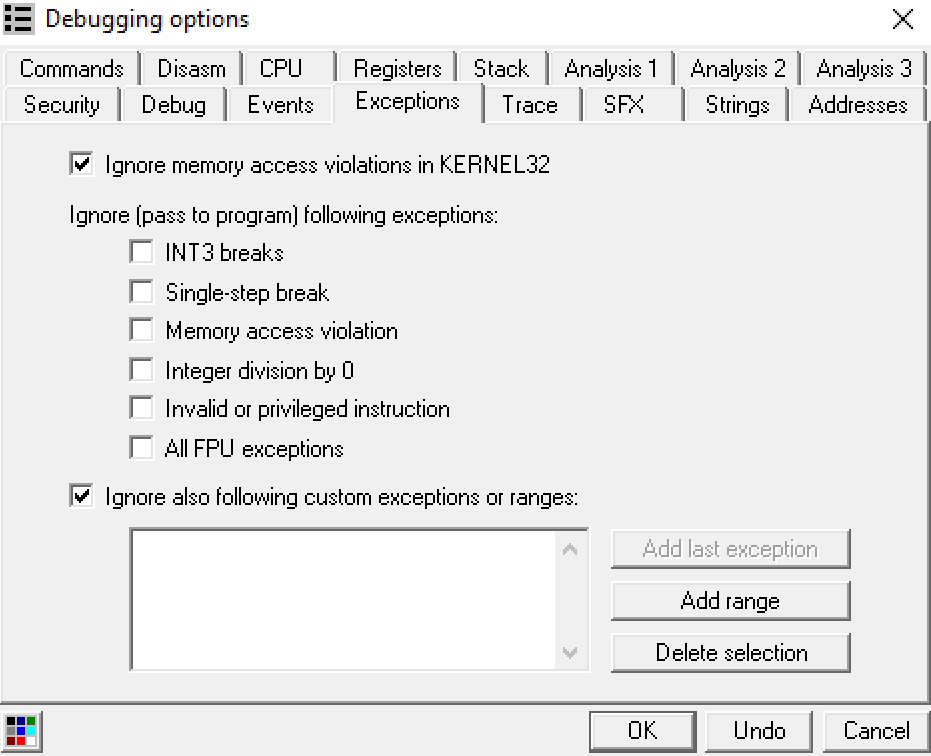 Debugging options
Commands Disasm CPU Registers Stack Analysis 1 Analysis 2 Analysis 3
Security Debug Events Exceptions Trace SFX Strings Addresses
Ignore memory access violations in KERNEL32
Ignore (pass to program) following exceptions:
INT3 breaks
Single-step break
Memory access violation
Integer division by 0
Invalid or privileged instruction
All FPU exceptions
Ignore also following custom exceptions or ranges:
Add last exception
Add range
Delete selection
OK Undo Cancel